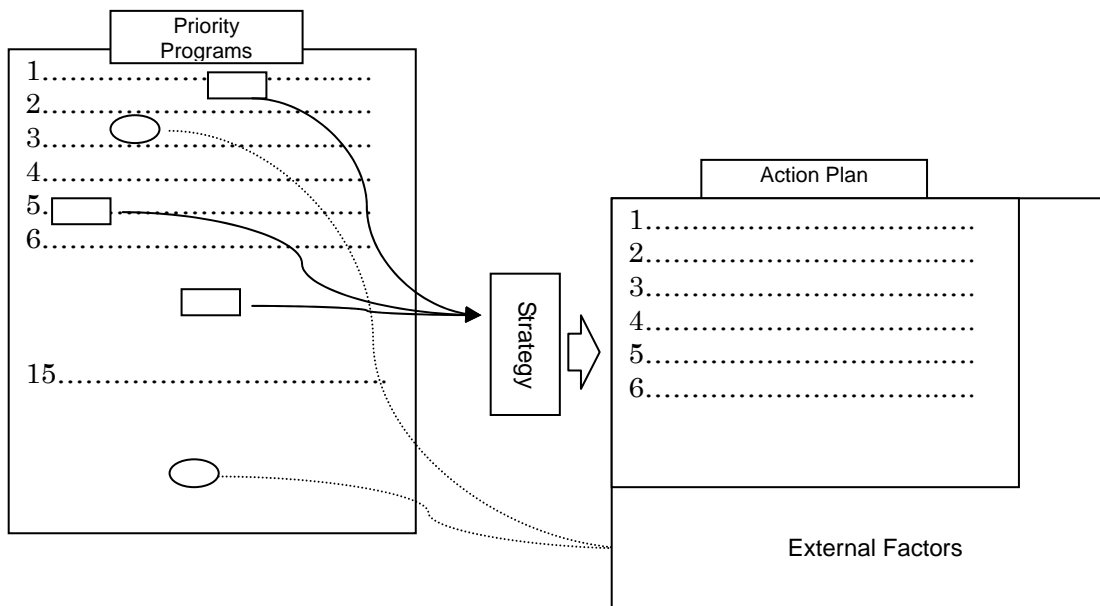 Priority
Programs
1.......................................................
2.......................................................
3.......................................................
4.......................................................
5.......................................................
6.......................................................
15.......................................................
Strategy
Action Plan
1.......................................................
2.......................................................
3.......................................................
4.......................................................
5.......................................................
6.......................................................
External Factors